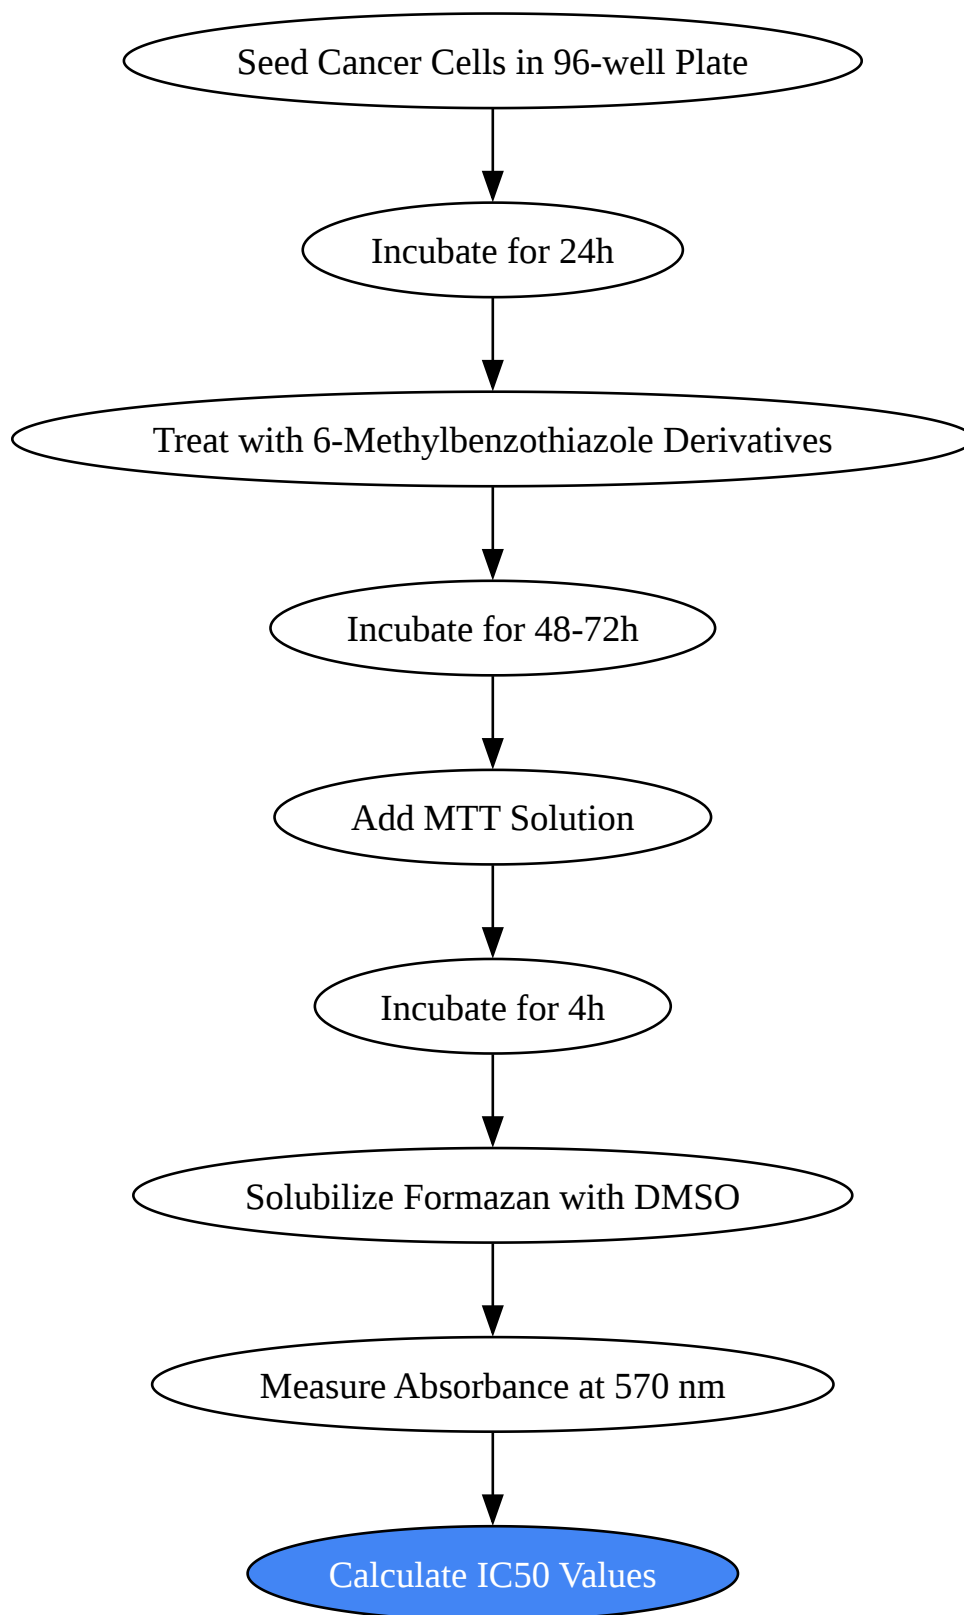 Seed Cancer Cells in 96-well Plate
Incubate for 24h
Treat with 6-Methylbenzothiazole Derivatives
Incubate for 48-72h
Add MTT Solution
Incubate for 4h
Solubilize Formazan with DMSO
Measure Absorbance at 570 nm
Calculate IC50 Values